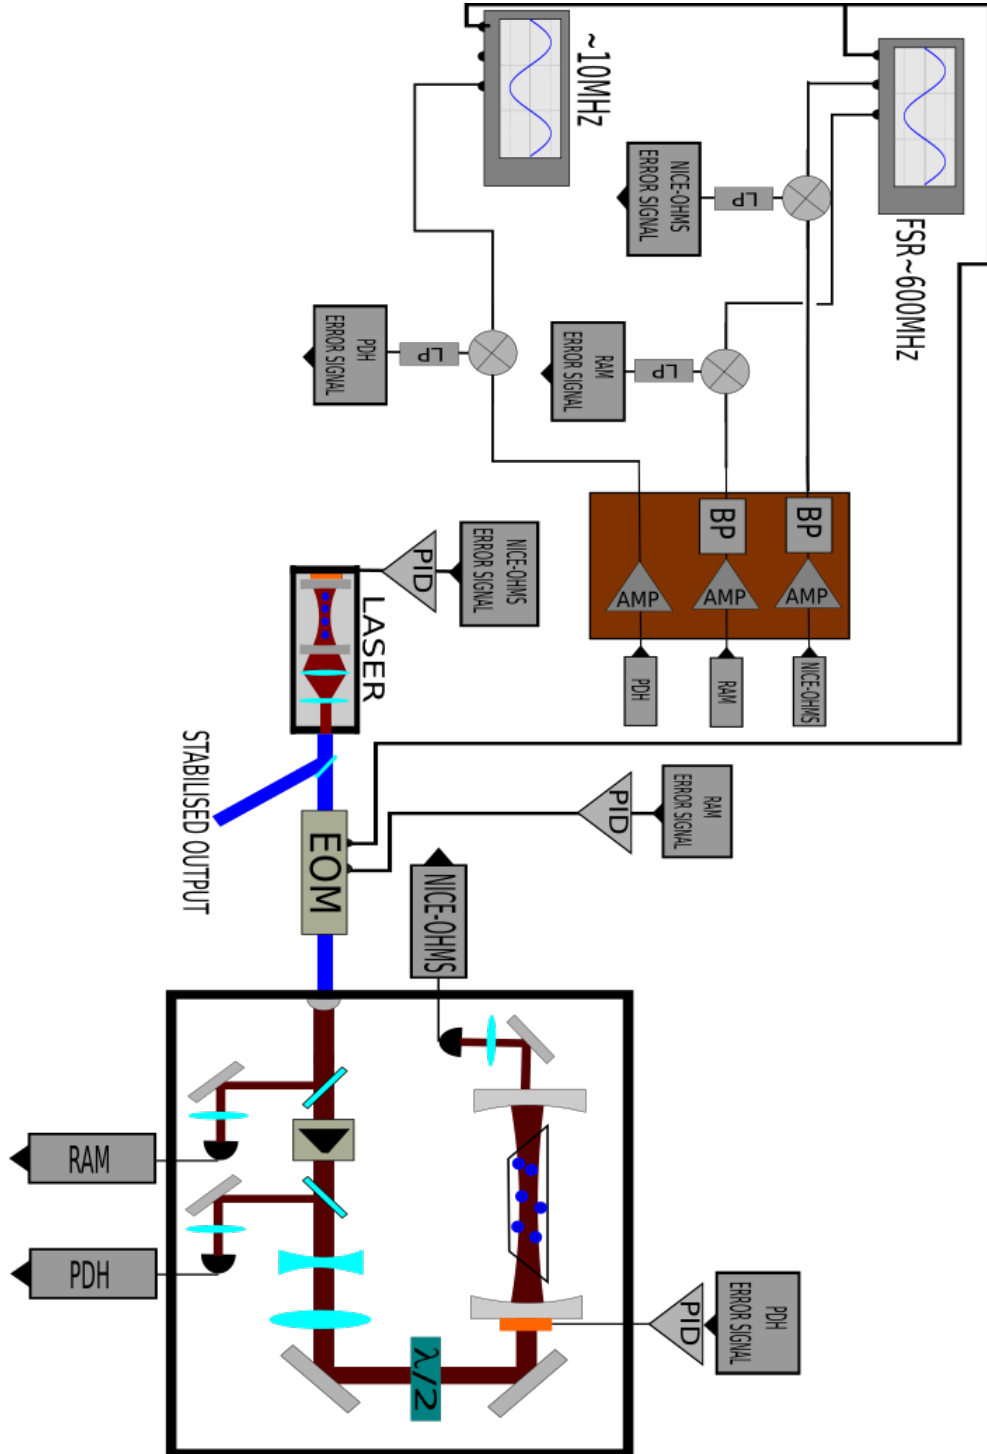 ~10MHz
FSR~600MHz
NICE-OHMS
ERROR SIGNAL
LP
PDH
ERROR SIGNAL
LP
RAM
ERROR SIGNAL
LP
BP
BP
AMP
AMP
AMP
PDH
RAM
NICE-OHMS
NICE-OHMS
ERROR SIGNAL
PID
LASER
STABILISED OUTPUT
EOM
PID
RAM
ERROR SIGNAL
NICE-OHMS
RAM
PDH
λ/2
PID
PDH
ERROR SIGNAL